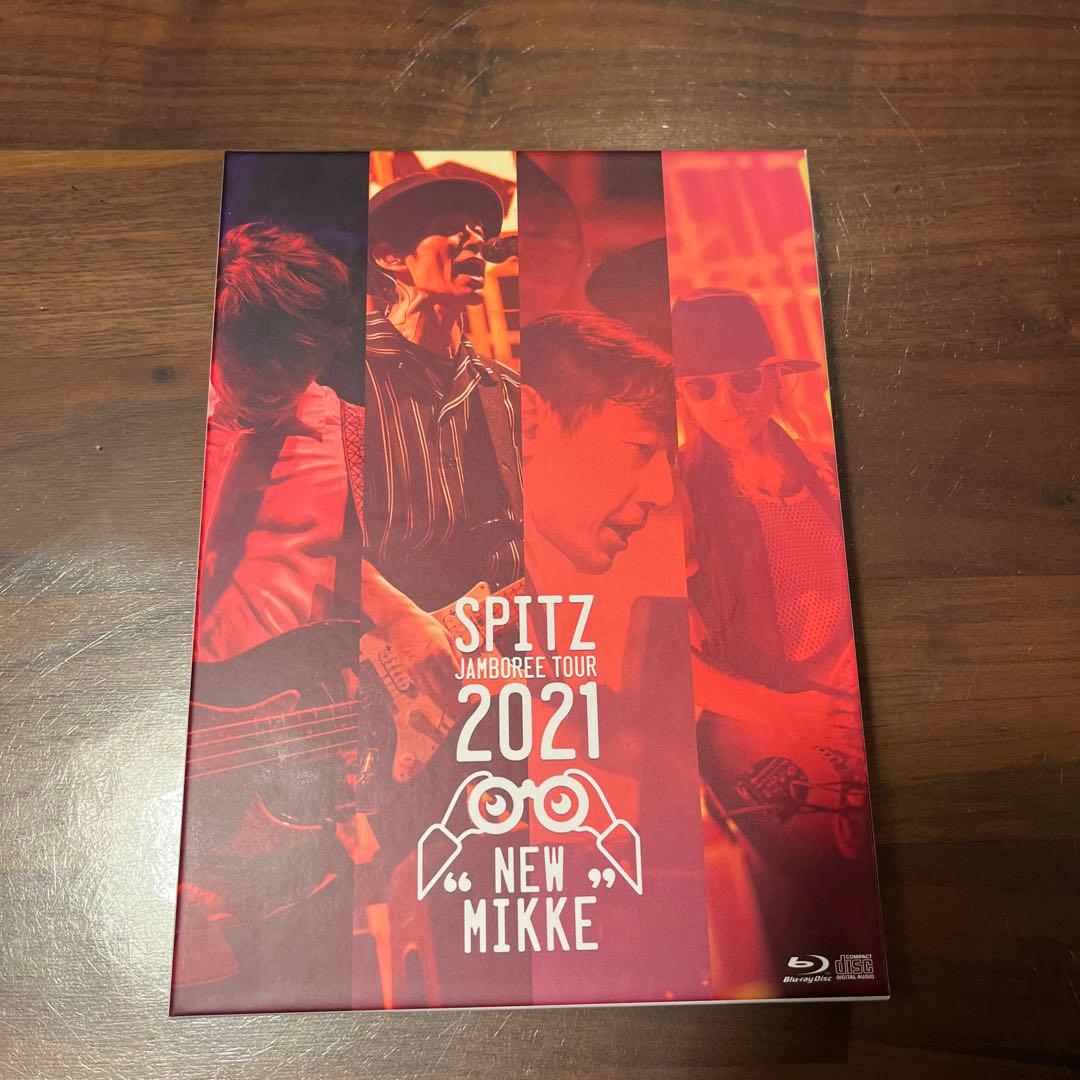 SPITZ
JAMBOREE TOUR
2021
“ NEW ”
MIKKE
Blu-ray Disc
COMPACT
disc
DIGITAL AUDIO